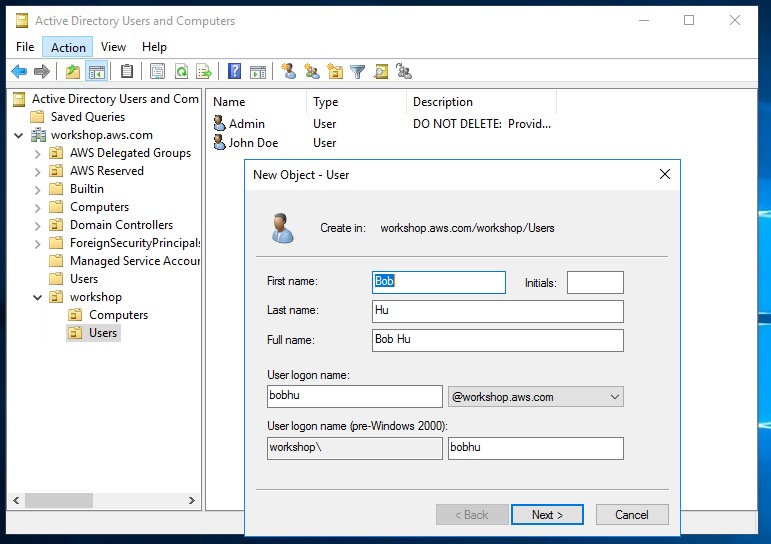 Active Directory Users and Computers
File Action View Help
Active Directory Users and Com
Saved Queries
workshop.aws.com
AWS Delegated Groups
AWS Reserved
Builtin
Computers
Domain Controllers
ForeignSecurityPrincipals
Managed Service Accour
Users
workshop
Computers
Users
Name Type Description
Admin User DO NOT DELETE: Provid...
John Doe User
New Object - User
Create in: workshop.aws.com/workshop/Users
First name: Bob Initials:
Last name: Hu
Full name: Bob Hu
User logon name:
bobhu @workshop.aws.com
User logon name (pre-Windows 2000):
workshop\ bobhu
< Back Next > Cancel